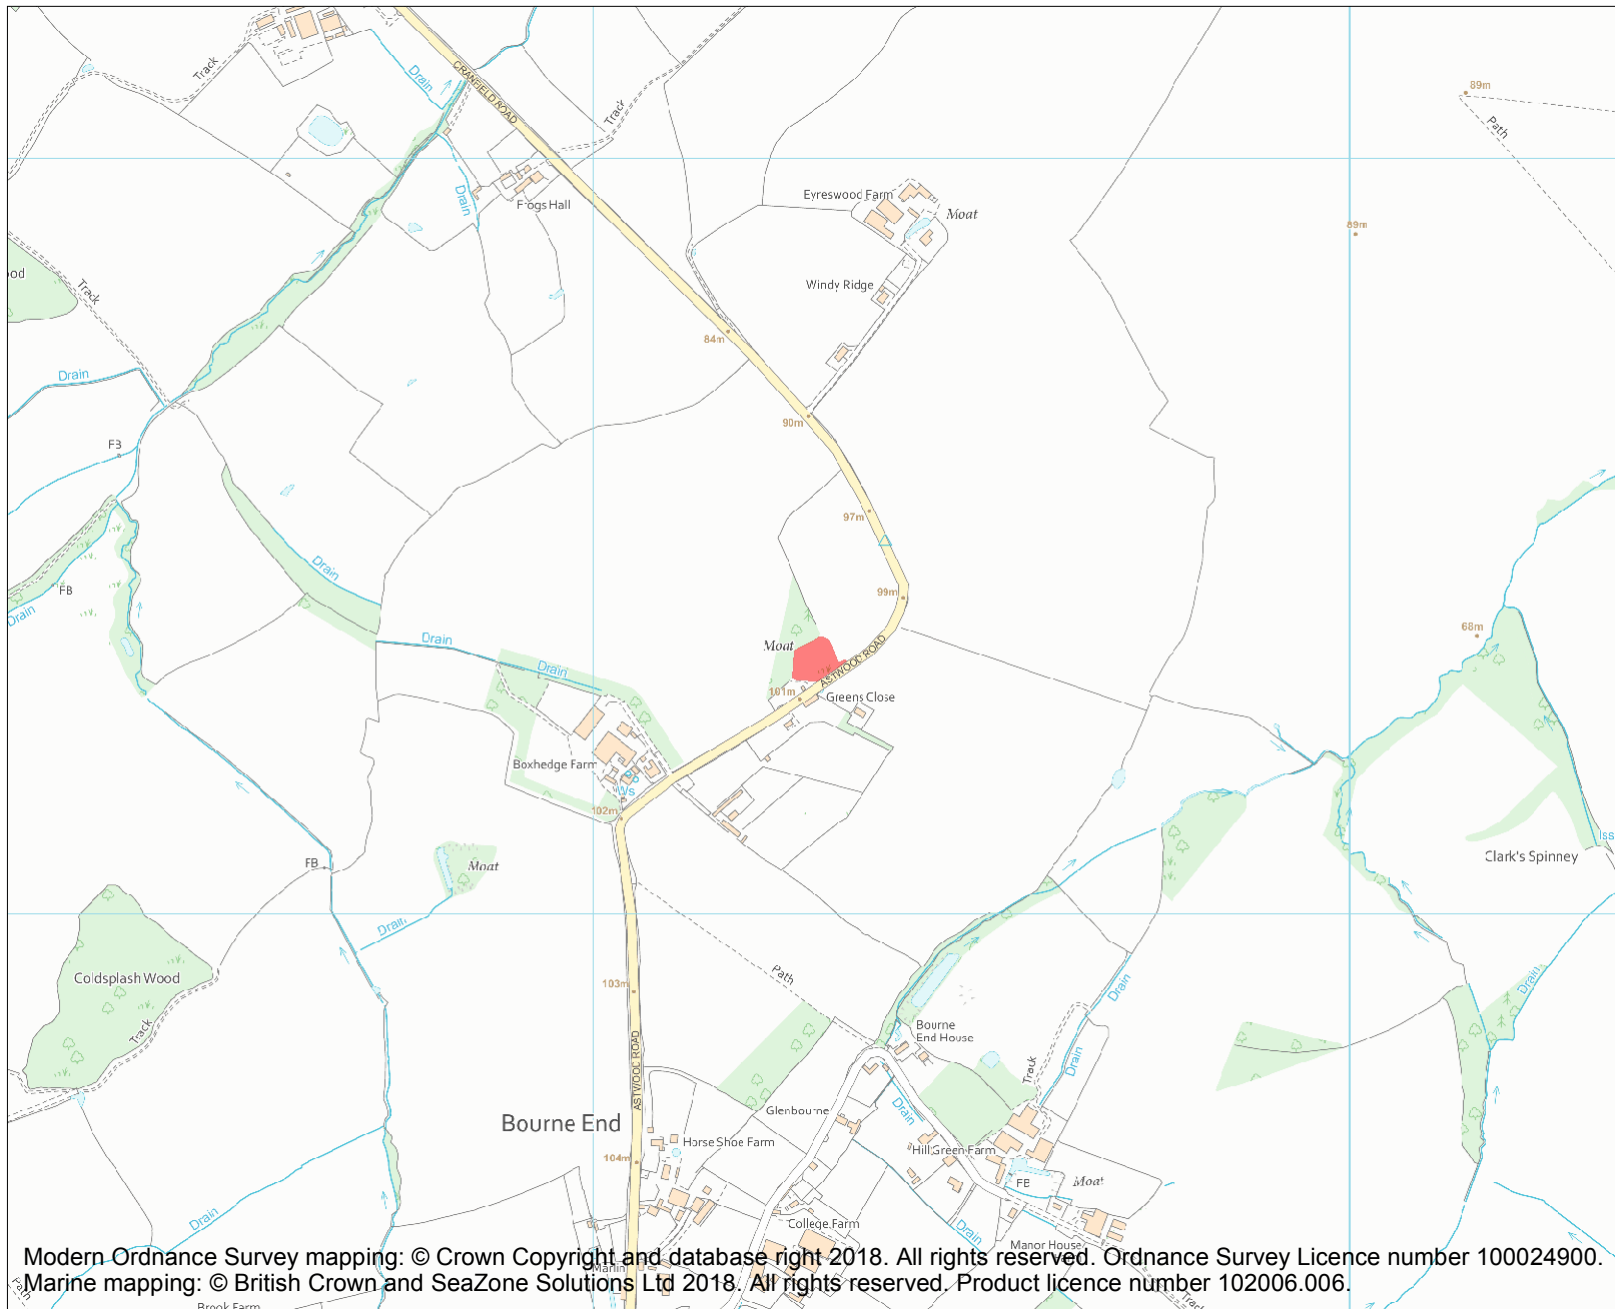 Track
Drain
CRANFIELD ROAD
Track
89m
Path
Drain
Frogs Hall
Eyreswood Farm
Moat
89m
Track
Windy Ridge
84m
Drain
90m
FB
97m
Drain
FB
Drain
99m
Drain
Moat
68m
Drain
ASTWOOD ROAD
101m
Greens Close
Boxhedge Farm
102m
FB
Moat
Clark's Spinney
Drain
Coldsplash Wood
Path
103m
Drain
Drain
Track
Bourne
End House
ASTWOOD ROAD
Track
Drain
Drain
Bourne End
Glenbourne
Horse Shoe Farm
Hill Green Farm
104m
FB
Moat
Drain
College Farm
Drain
Manor House
Modern Ordnance Survey mapping: © Crown Copyright and database right 2018. All rights reserved. Ordnance Survey Licence number 100024900.
Marine mapping: © British Crown and SeaZone Solutions Ltd 2018. All rights reserved. Product licence number 102006.006.
Path
Track
Brook Farm